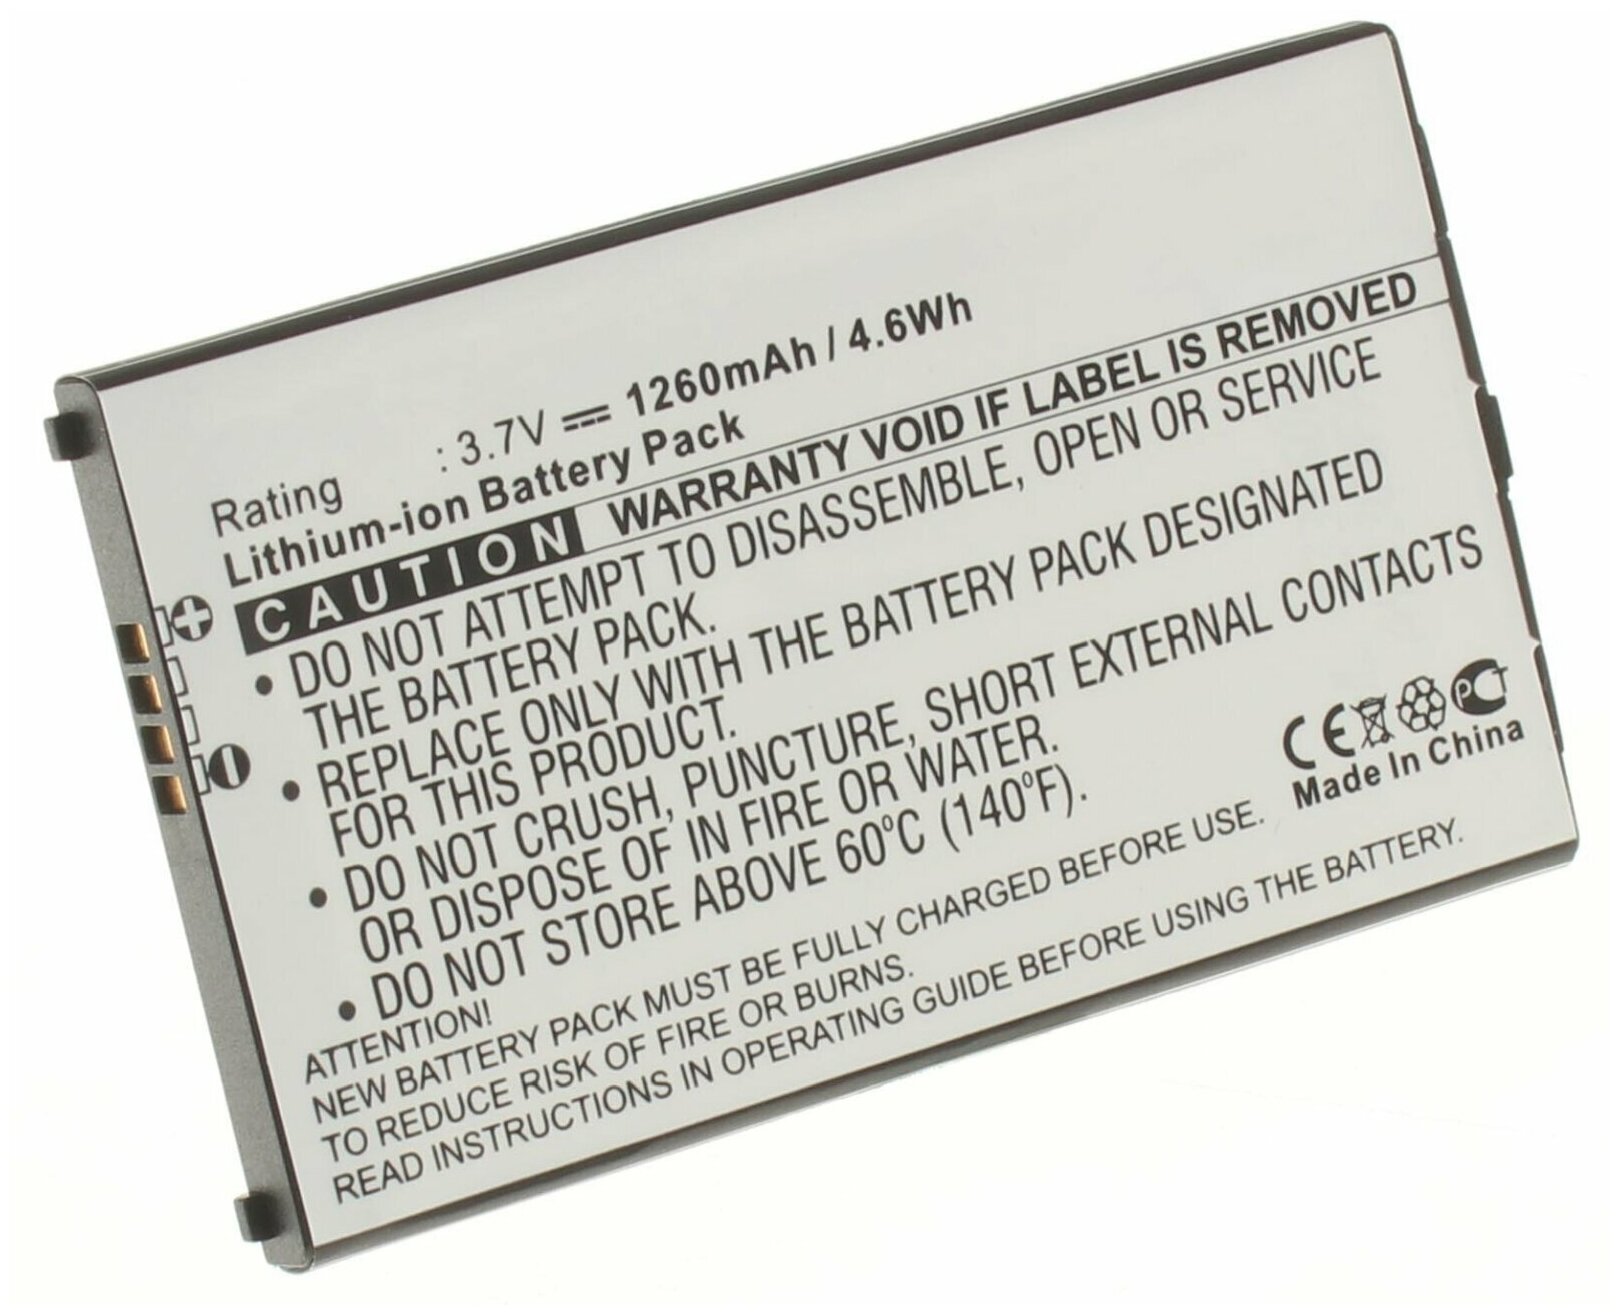 Rating : 3.7V 1260mAh / 4.6Wh
Lithium-ion Battery Pack
CAUTION WARRANTY VOID IF LABEL IS REMOVED
• DO NOT ATTEMPT TO DISASSEMBLE, OPEN OR SERVICE
THE BATTERY PACK.
• REPLACE ONLY WITH THE BATTERY PACK DESIGNATED
FOR THIS PRODUCT.
• DO NOT CRUSH, PUNCTURE, SHORT EXTERNAL CONTACTS
OR DISPOSE OF IN FIRE OR WATER.
• DO NOT STORE ABOVE 60°C (140°F).
CE PCT
Made In China
ATTENTION!
NEW BATTERY PACK MUST BE FULLY CHARGED BEFORE USE.
TO REDUCE RISK OF FIRE OR BURNS.
READ INSTRUCTIONS IN OPERATING GUIDE BEFORE USING THE BATTERY.